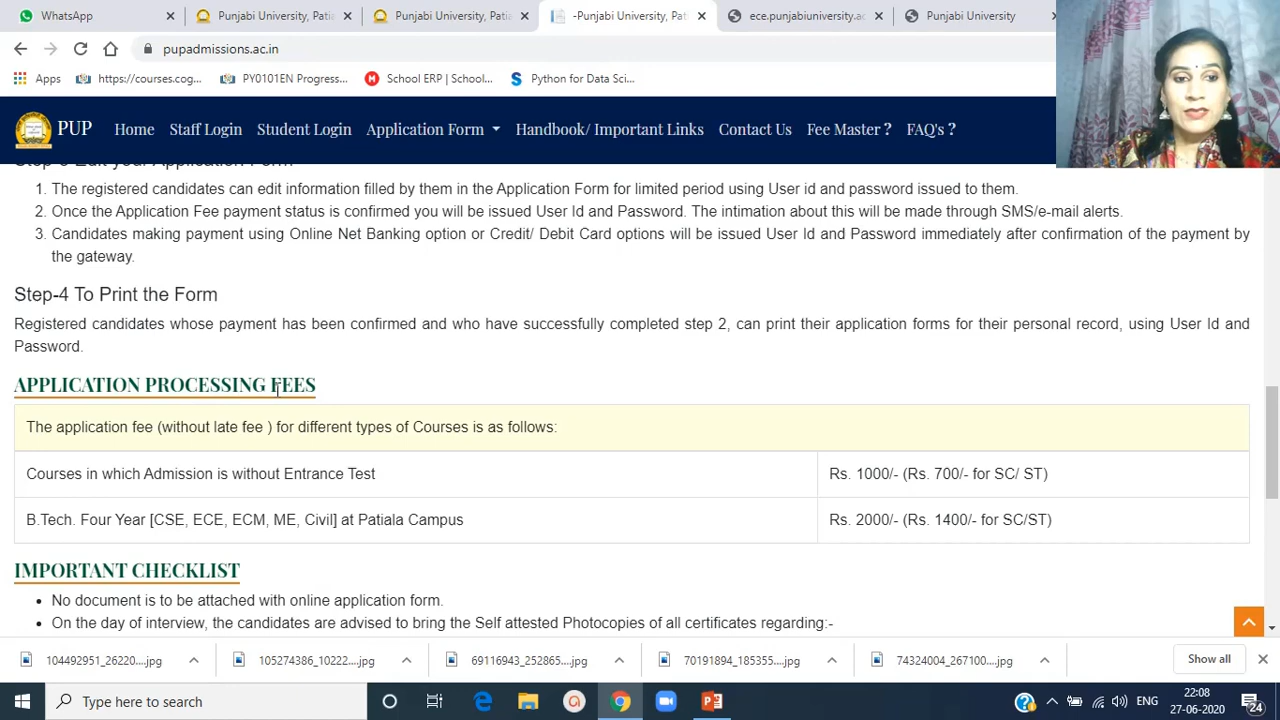 WhatsApp
Punjabi University, Patia
Punjabi University, Patia
-Punjabi University, Pat
ece.punjabiuniversity.ac
Punjabi University
pupadmissions.ac.in
Apps
https://courses.cog...
PY0101EN Progress...
School ERP | School...
Python for Data Sci...
PUP
Home
Staff Login
Student Login
Application Form
Handbook/ Important Links
Contact Us
Fee Master ?
FAQ's ?
Edit your Application Form
1. The registered candidates can edit information filled by them in the Application Form for limited period using User id and password issued to them.
2. Once the Application Fee payment status is confirmed you will be issued User Id and Password. The intimation about this will be made through SMS/e-mail alerts.
3. Candidates making payment using Online Net Banking option or Credit/ Debit Card options will be issued User Id and Password immediately after confirmation of the payment by
the gateway.
Step-4 To Print the Form
Registered candidates whose payment has been confirmed and who have successfully completed step 2, can print their application forms for their personal record, using User Id and
Password.
APPLICATION PROCESSING FEES
The application fee (without late fee ) for different types of Courses is as follows:
Courses in which Admission is without Entrance Test
Rs. 1000/- (Rs. 700/- for SC/ ST)
B.Tech. Four Year [CSE, ECE, ECM, ME, Civil] at Patiala Campus
Rs. 2000/- (Rs. 1400/- for SC/ST)
IMPORTANT CHECKLIST
• No document is to be attached with online application form.
• On the day of interview, the candidates are advised to bring the Self attested Photocopies of all certificates regarding:-
104492951_26220....jpg
105274386_10222....jpg
69116943_252865....jpg
70191894_185355....jpg
74324004_267100....jpg
Show all
Type here to search
ENG
22:08
27-06-2020
24